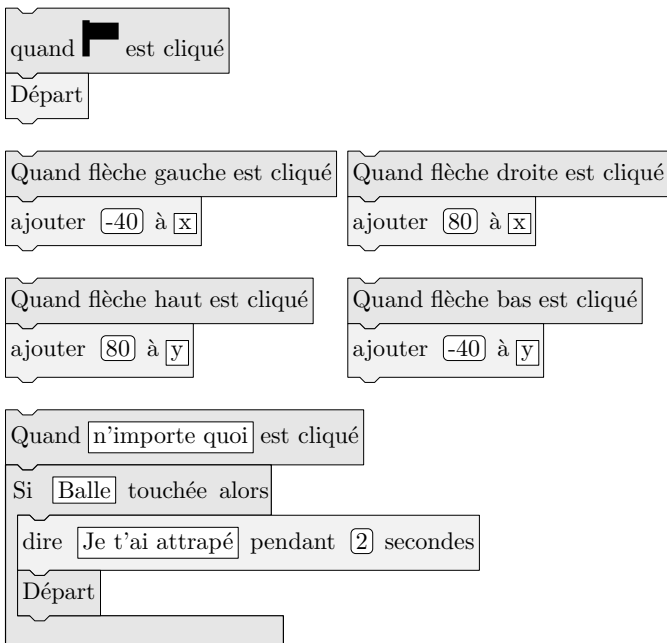 quand est cliqué
Départ
Quand flèche gauche est cliqué
ajouter -40 à x
Quand flèche droite est cliqué
ajouter 80 à x
Quand flèche haut est cliqué
ajouter 80 à y
Quand flèche bas est cliqué
ajouter -40 à y
Quand n'importe quoi est cliqué
Si Balle touchée alors
dire Je t'ai attrapé pendant 2 secondes
Départ